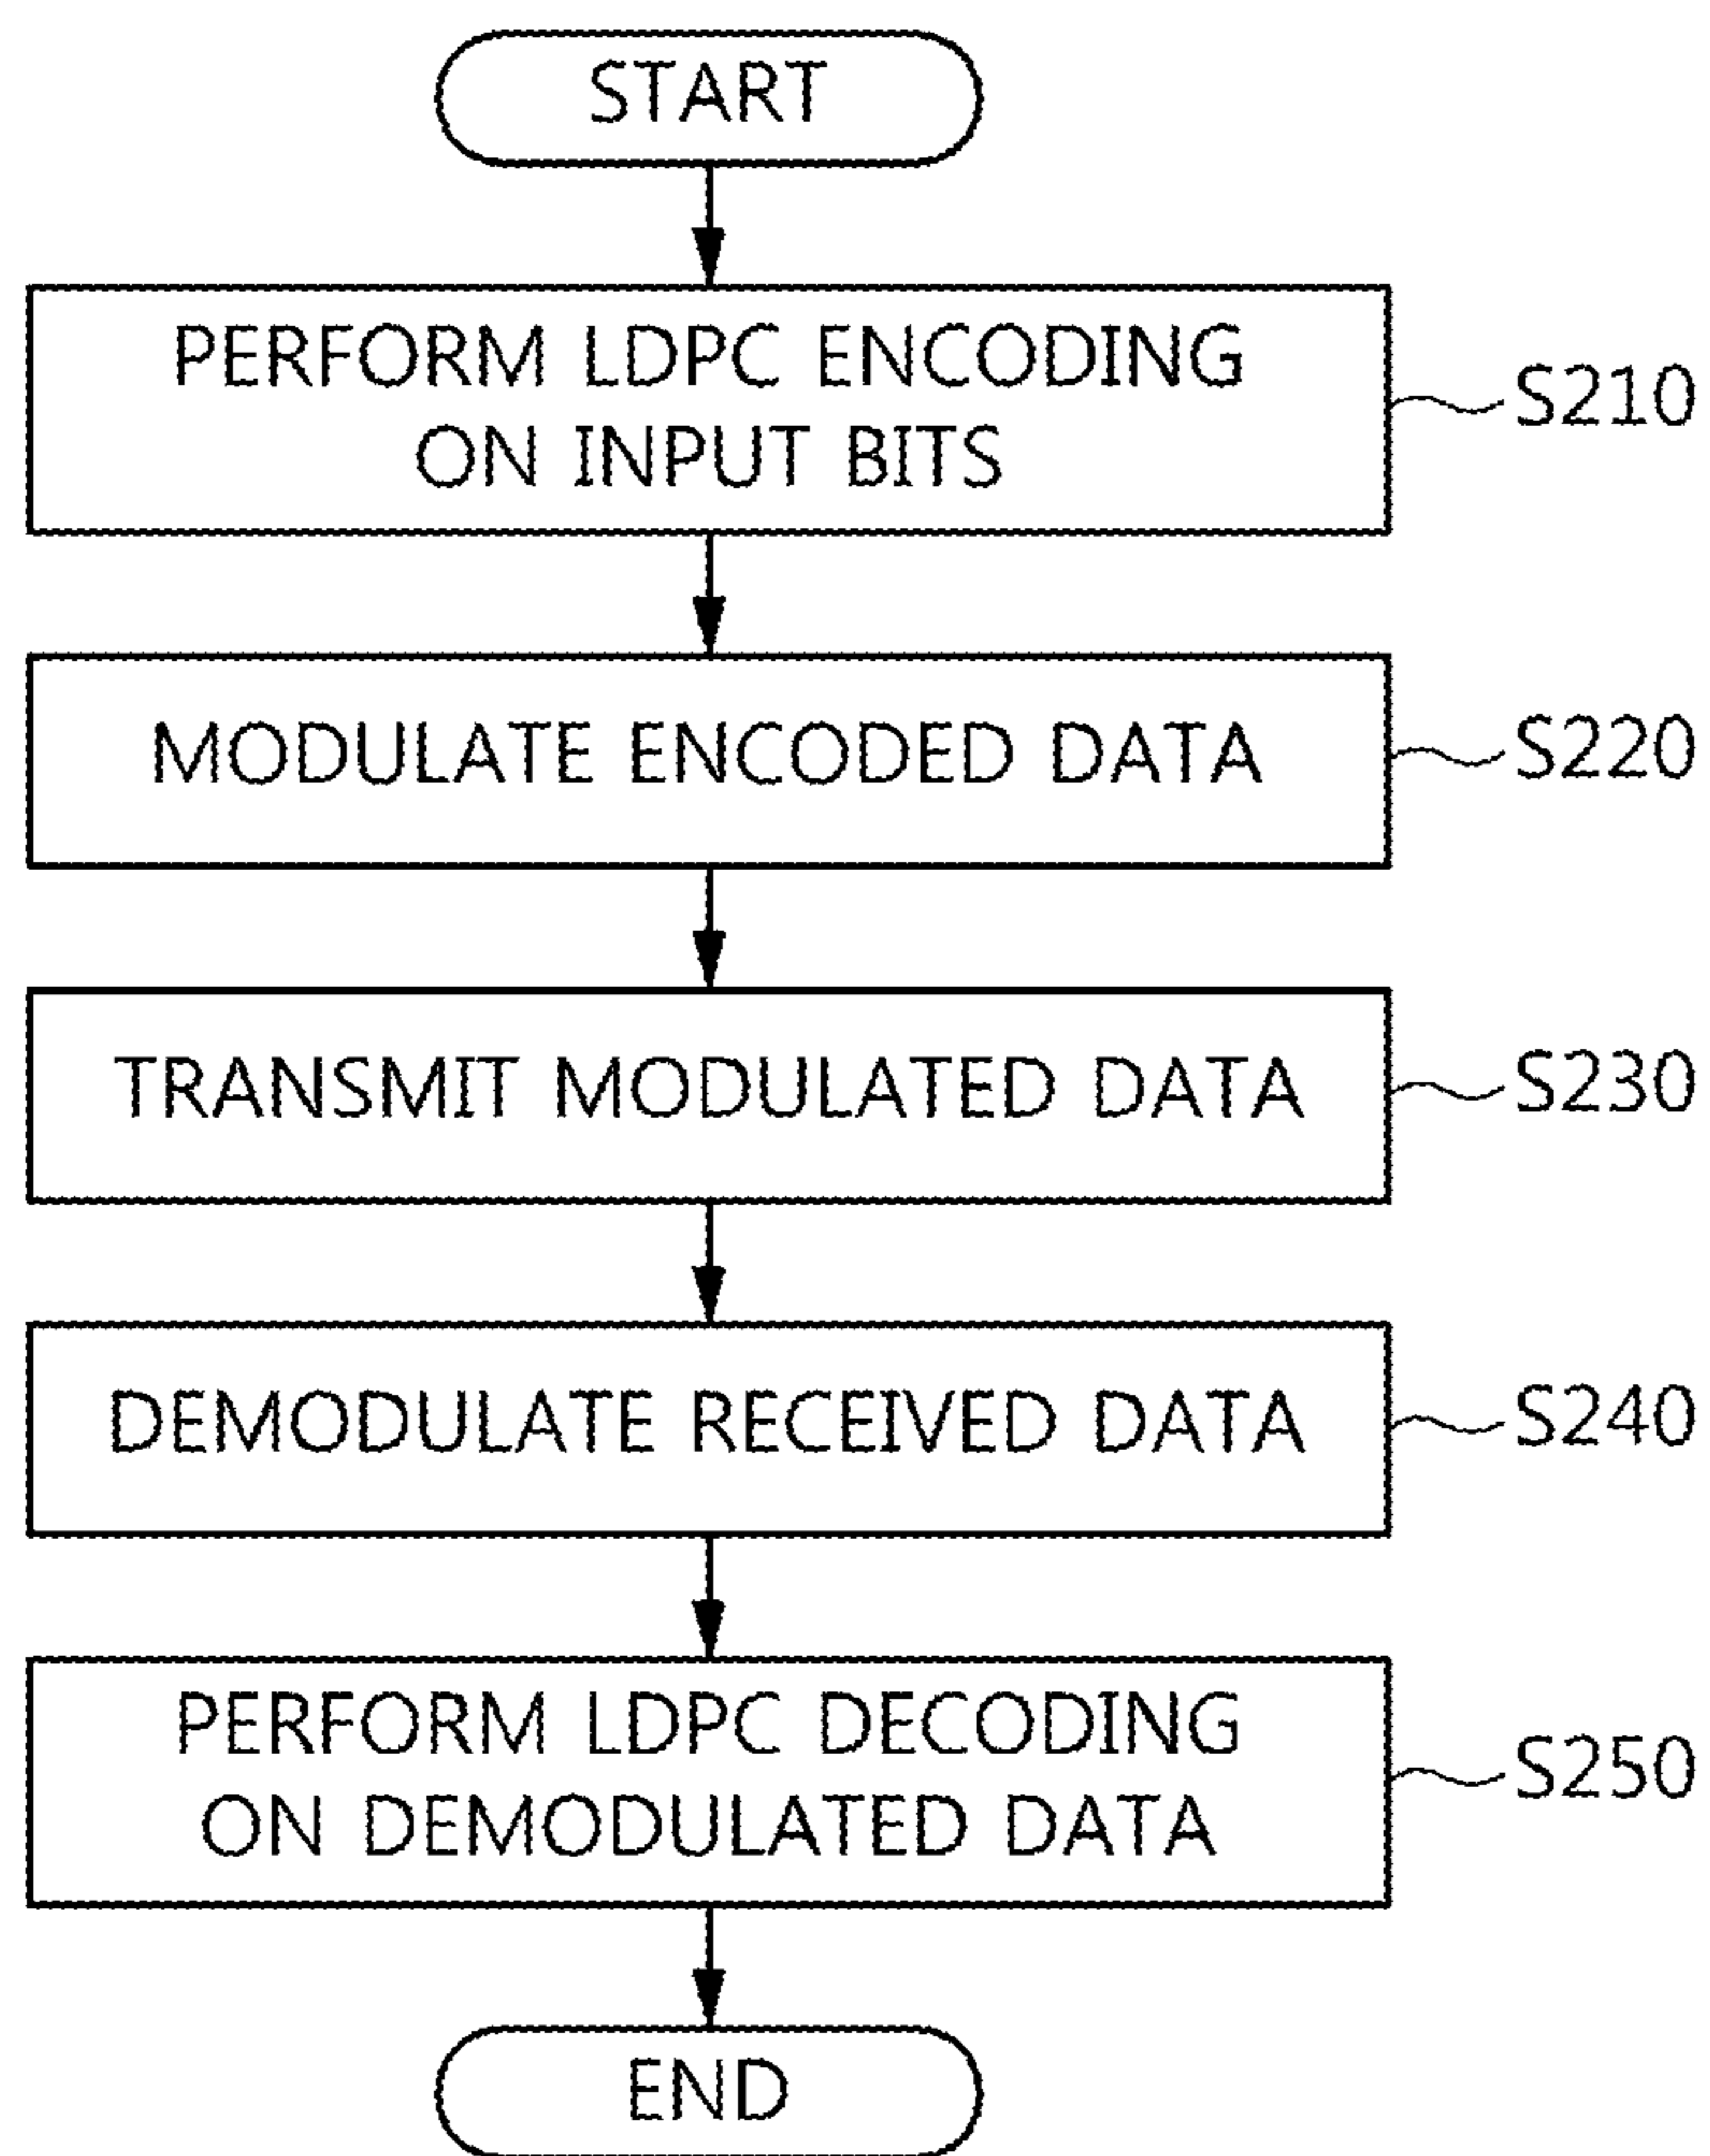 START
PERFORM LDPC ENCODING
ON INPUT BITS
S210
MODULATE ENCODED DATA
S220
TRANSMIT MODULATED DATA
S230
DEMODULATE RECEIVED DATA
S240
PERFORM LDPC DECODING
ON DEMODULATED DATA
S250
END